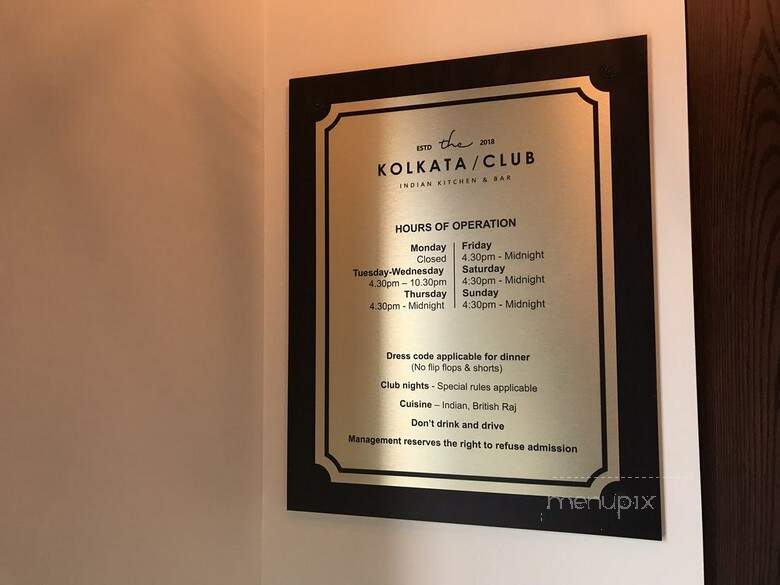 ESTD the 2018
KOLKATA / CLUB
INDIAN KITCHEN & BAR
HOURS OF OPERATION
Monday
Closed
Tuesday-Wednesday
4.30pm – 10.30pm
Thursday
4:30pm - Midnight
Friday
4.30pm - Midnight
Saturday
4:30pm - Midnight
Sunday
4:30pm - Midnight
Dress code applicable for dinner
(No flip flops & shorts)
Club nights - Special rules applicable
Cuisine – Indian, British Raj
Don't drink and drive
Management reserves the right to refuse admission
menupix